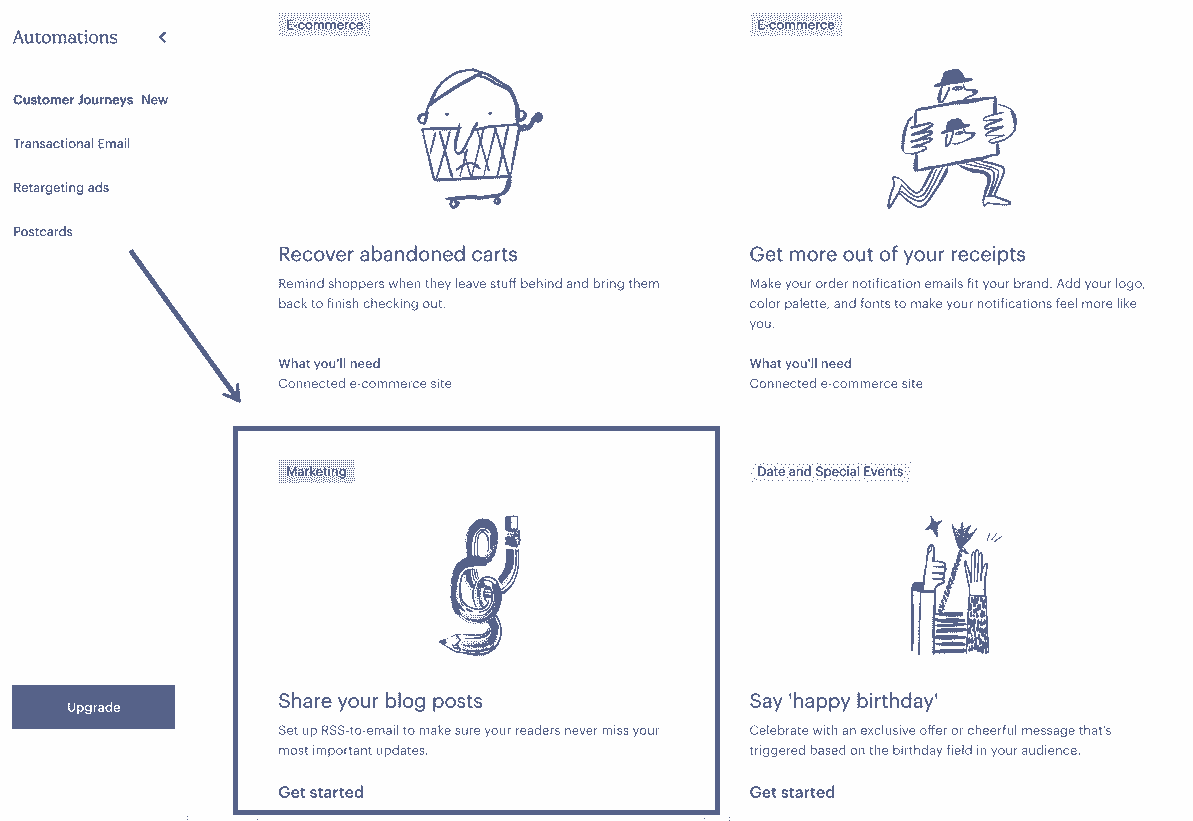 Automations
Customer Journeys New
Transactional Email
Retargeting ads
Postcards
Upgrade
E-commerce
Recover abandoned carts
Remind shoppers when they leave stuff behind and bring them
back to finish checking out.
What you'll need
Connected e-commerce site
E-commerce
Get more out of your receipts
Make your order notification emails fit your brand. Add your logo,
color palette, and fonts to make your notifications feel more like
you.
What you'll need
Connected e-commerce site
Marketing
Share your blog posts
Set up RSS-to-email to make sure your readers never miss your
most important updates.
Get started
Date and Special Events
Say 'happy birthday'
Celebrate with an exclusive offer or cheerful message that's
triggered based on the birthday field in your audience.
Get started